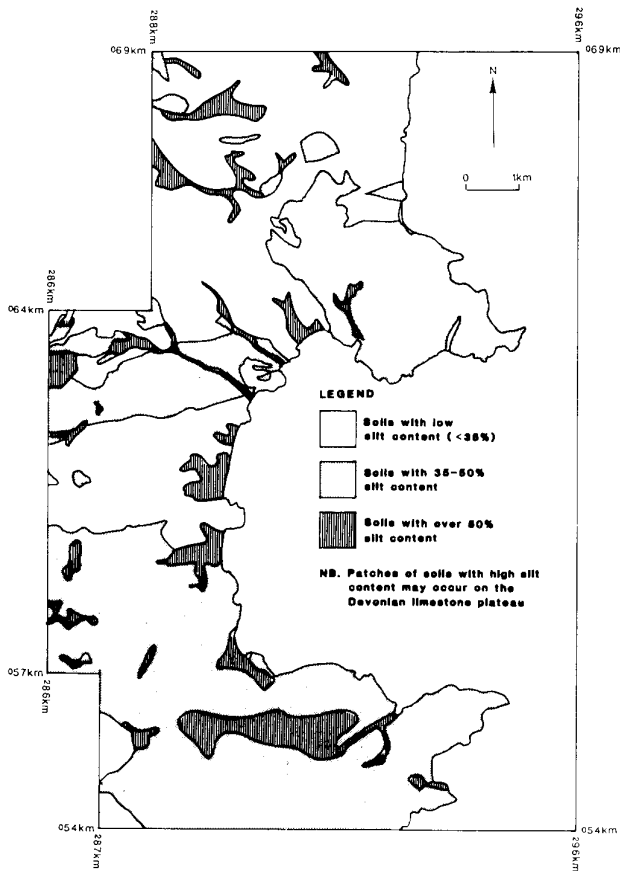 288km
296km
069km
069km
N
0 1km
286km
064km
LEGEND
Soils with low
silt content (<35%)
Soils with 35-50%
silt content
Soils with over 50%
silt content
NB. Patches of soils with high silt
content may occur on the
Devonian limestone plateau
057km
286km
054km
054km
287km
296km